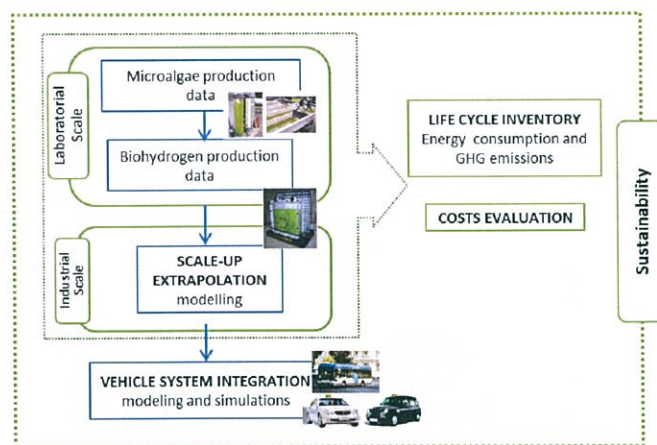 Laboratorial
Scale
Microalgae production
data
Biohydrogen production
data
Industrial
Scale
SCALE-UP
EXTRAPOLATION
modelling
VEHICLE SYSTEM INTEGRATION
modeling and simulations
LIFE CYCLE INVENTORY
Energy consumption and
GHG emissions
COSTS EVALUATION
Sustainability